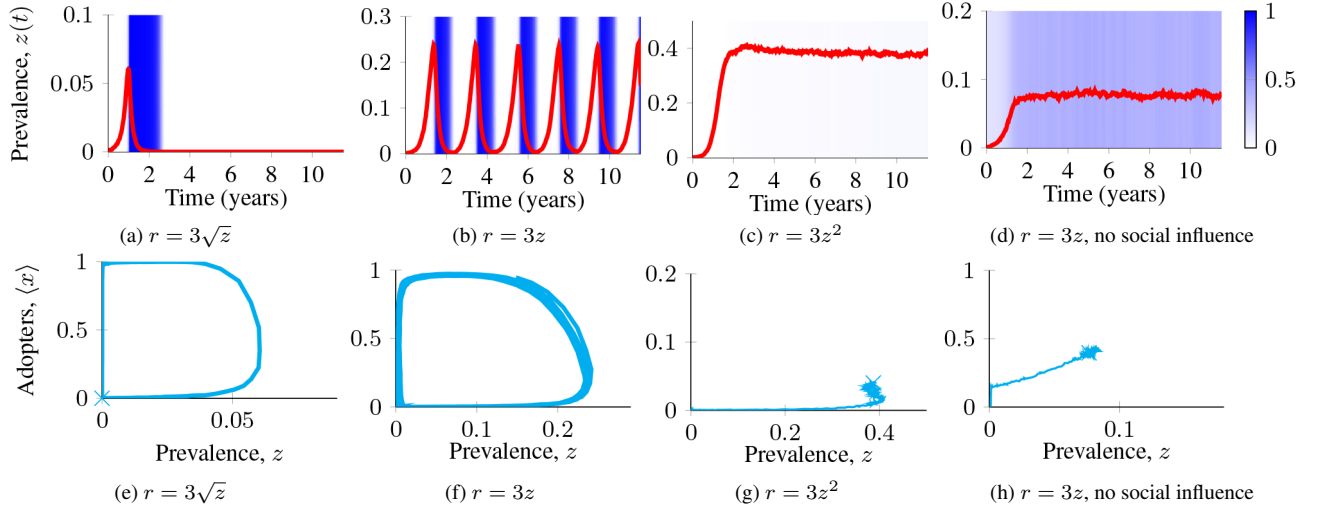 Prevalence, z(t)
0.1
0.05
0
0 2 4 6 8 10
Time (years)
(a) r = 3√z
0.3
0.2
0.1
0
0 2 4 6 8 10
Time (years)
(b) r = 3z
0.4
0.2
0
0 2 4 6 8 10
Time (years)
(c) r = 3z²
0.2
0.1
0
0 2 4 6 8 10
Time (years)
1
0.5
0
(d) r = 3z, no social influence
Adopters, ⟨x⟩
1
0.5
0
0 0.05
Prevalence, z
(e) r = 3√z
1
0.5
0
0 0.1 0.2
Prevalence, z
(f) r = 3z
0.2
0.1
0
0 0.2 0.4
Prevalence, z
(g) r = 3z²
1
0.5
0
0 0.1
Prevalence, z
(h) r = 3z, no social influence